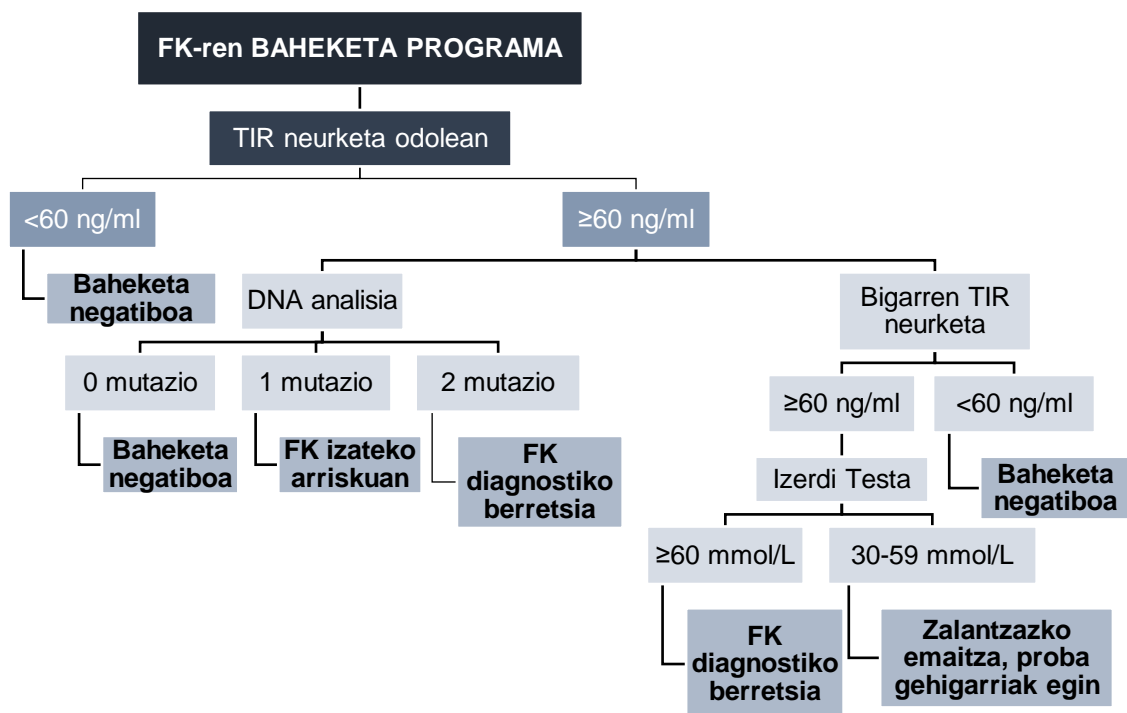 FK-ren BAHEKETA PROGRAMA
TIR neurketa odolean
<60 ng/ml
≥60 ng/ml
Baheketa
negatiboa
DNA analisia
Bigarren TIR
neurketa
0 mutazio
1 mutazio
2 mutazio
≥60 ng/ml
<60 ng/ml
Baheketa
negatiboa
FK izateko
arriskuan
FK
diagnostiko
berretsia
Izerdi Testa
Baheketa
negatiboa
≥60 mmol/L
30-59 mmol/L
FK
diagnostiko
berretsia
Zalantzazko
emaitza, proba
gehigarriak egin